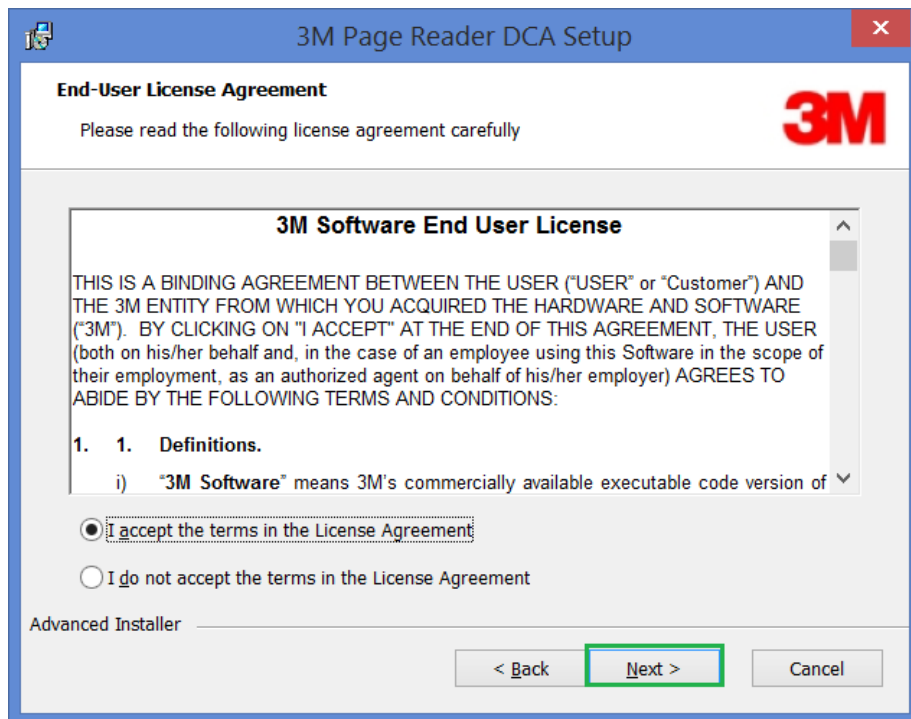 3M Page Reader DCA Setup
End-User License Agreement
Please read the following license agreement carefully
3M
3M Software End User License
THIS IS A BINDING AGREEMENT BETWEEN THE USER (“USER” or “Customer”) AND
THE 3M ENTITY FROM WHICH YOU ACQUIRED THE HARDWARE AND SOFTWARE
(“3M”).  BY CLICKING ON "I ACCEPT" AT THE END OF THIS AGREEMENT, THE USER
(both on his/her behalf and, in the case of an employee using this Software in the scope of
their employment, as an authorized agent on behalf of his/her employer) AGREES TO
ABIDE BY THE FOLLOWING TERMS AND CONDITIONS:
1. 1. Definitions.
i) “3M Software” means 3M’s commercially available executable code version of
I accept the terms in the License Agreement
I do not accept the terms in the License Agreement
Advanced Installer
< Back Next > Cancel